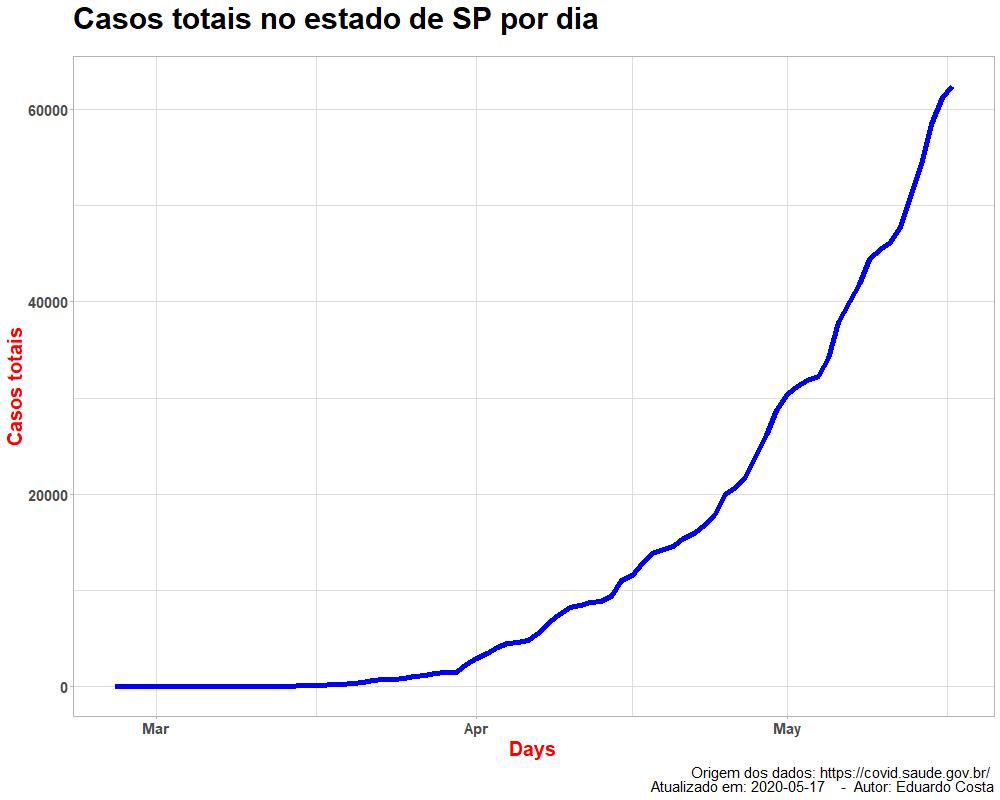 Casos totais no estado de SP por dia
60000
40000
20000
0
Casos totais
Mar Apr May
Days
Origem dos dados: https://covid.saude.gov.br/
Atualizado em: 2020-05-17 - Autor: Eduardo Costa